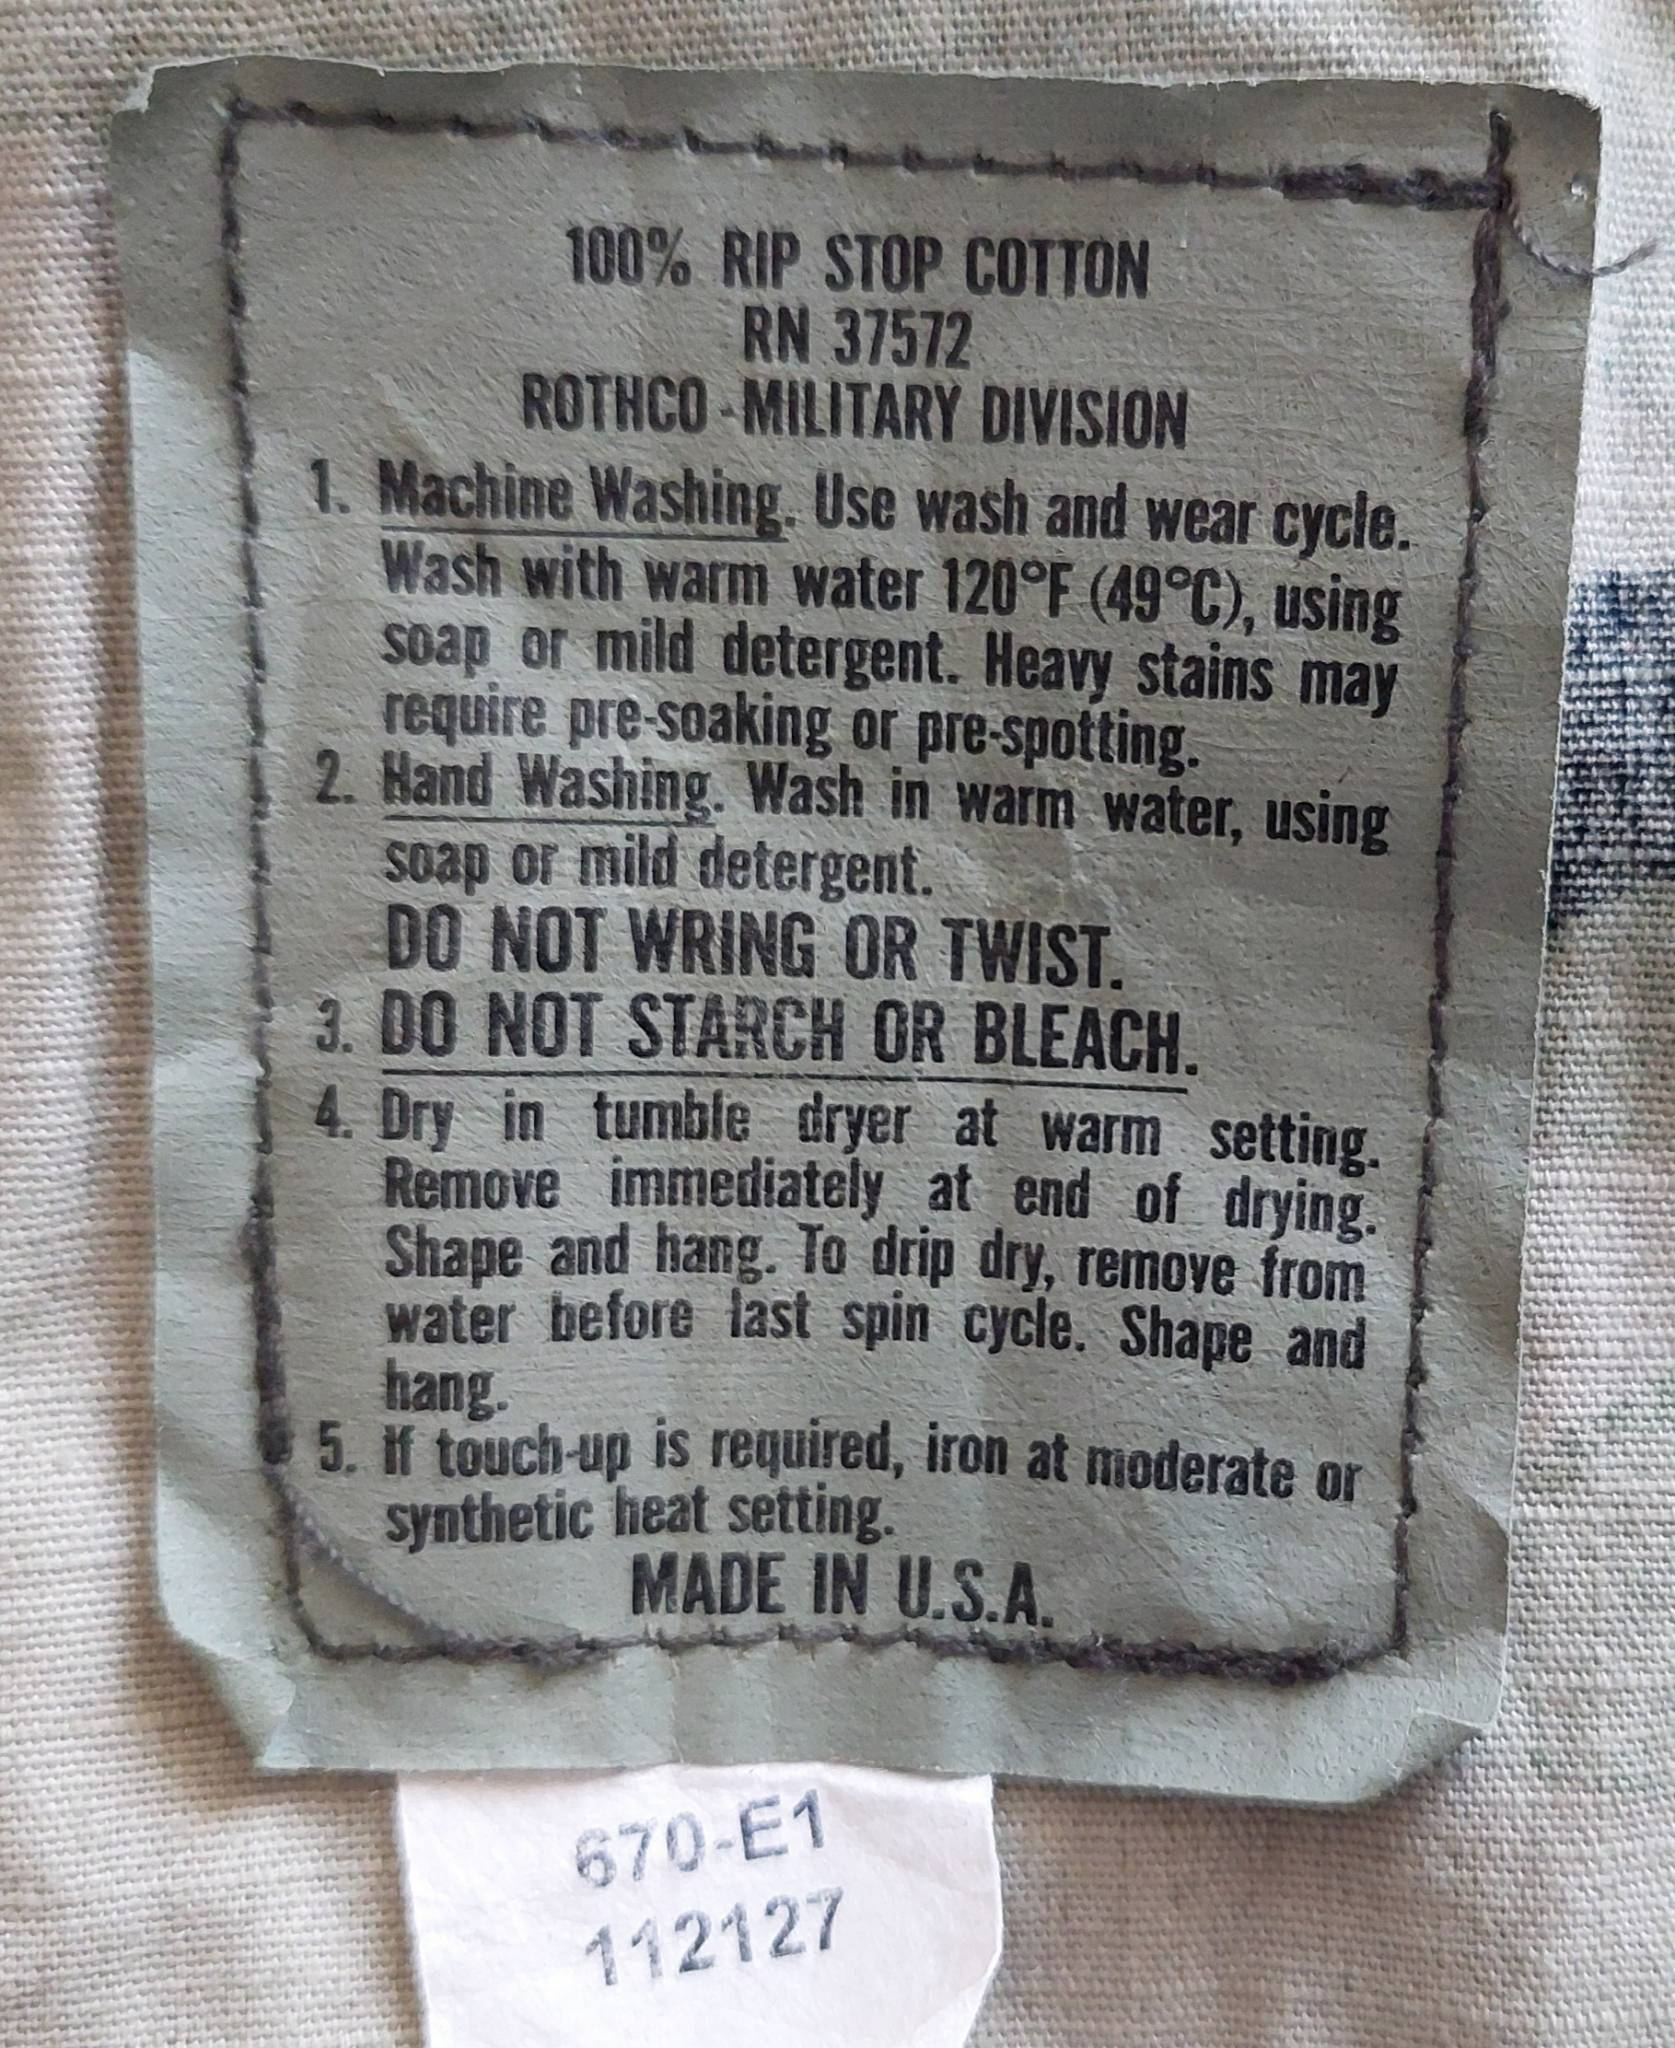 100% RIP STOP COTTON
RN 37572
ROTHCO - MILITARY DIVISION
1. Machine Washing. Use wash and wear cycle.
Wash with warm water 120°F (49°C), using
soap or mild detergent. Heavy stains may
require pre-soaking or pre-spotting.
2. Hand Washing. Wash in warm water, using
soap or mild detergent.
DO NOT WRING OR TWIST.
3. DO NOT STARCH OR BLEACH.
4. Dry in tumble dryer at warm setting.
Remove immediately at end of drying.
Shape and hang. To drip dry, remove from
water before last spin cycle. Shape and
hang.
5. If touch-up is required, iron at moderate or
synthetic heat setting.
MADE IN U.S.A.
670-E1
112127